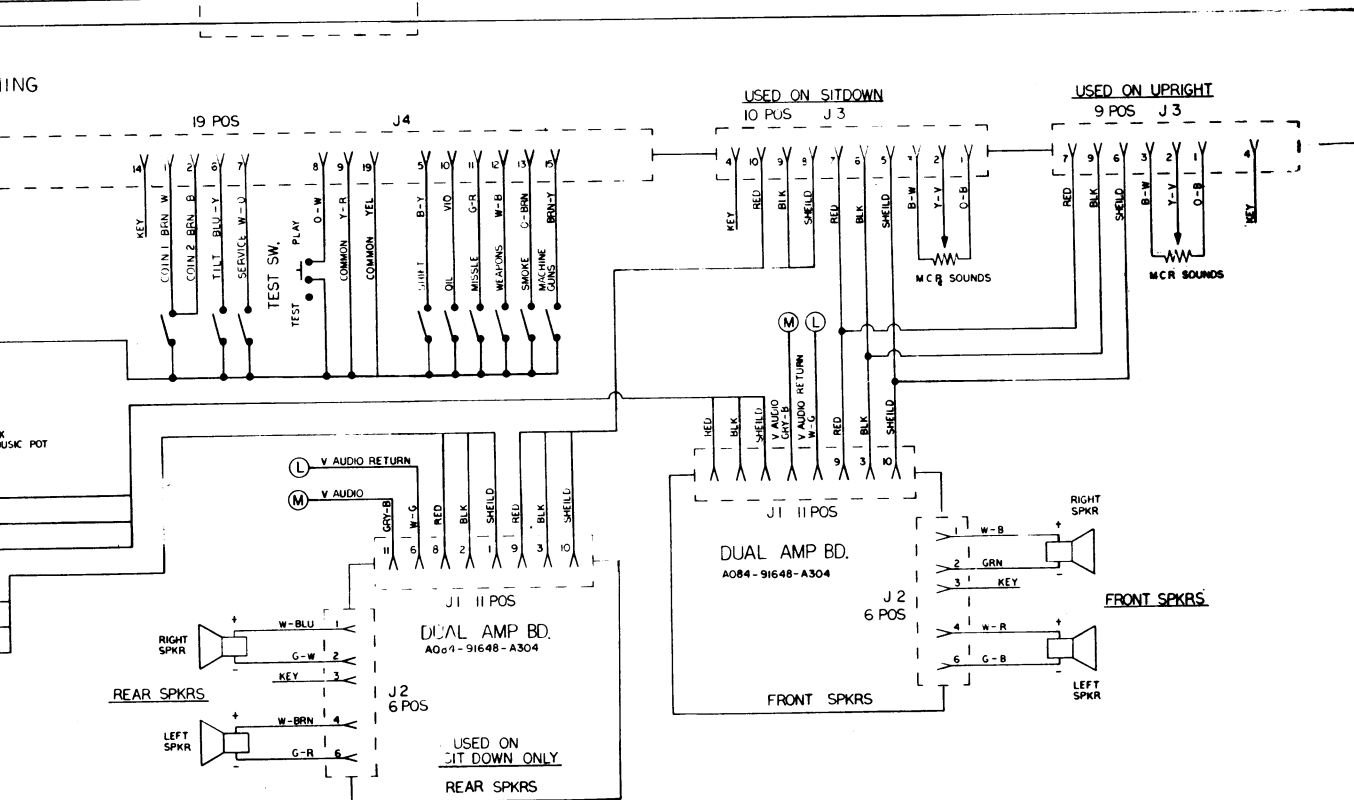 USED ON SITDOWN
10 POS J3
USED ON UPRIGHT
9 POS J3
19 POS J4
14 1 2 6 7 8 9 19 5 10 11 12 13 15
4 10 9 8 7 6 5 2 1
7 9 6 3 2 1 4
KEY
COIN 1 BRN W
COIN 2 BRN B
TILT BLU-Y
SERVICE W-O
TEST SW.
TEST
PLAY
O-W
COMMON Y-R
COMMON YEL
B-Y
OIL VIO
MISSLE G-R
WEAPONS W-B
SMOKE O-BRN
MACHINE GUNS BRN-Y
KEY
RED
BLK
SHEILD
RED
BLK
SHEILD
B-W
Y-V
O-B
MCR SOUNDS
RED
BLK
SHEILD
B-W
Y-V
O-B
KEY
MCR SOUNDS
M L
RED
BLK
SHEILD
V AUDIO GRY-B
V AUDIO RETURN W-G
RED
BLK
SHEILD
9 3 10
J1 11 POS
DUAL AMP BD.
A084-91648-A304
J2
6 POS
1 W-B
2 GRN
3 KEY
4 W-R
6 G-B
RIGHT SPKR
+
-
FRONT SPKRS
+
-
LEFT SPKR
FRONT SPKRS
USIC POT
L V AUDIO RETURN
M V AUDIO
GRY-B
W-G
RED
BLK
SHEILD
RED
BLK
SHEILD
11 6 8 2 1 9 3 10
J1 11 POS
DUAL AMP BD.
-91648-A304
RIGHT SPKR
+
-
W-BLU 1
G-W 2
KEY 3
REAR SPKRS
J2
6 POS
LEFT SPKR
+
-
W-BRN 4
G-R 6
USED ON
SIT DOWN ONLY
REAR SPKRS